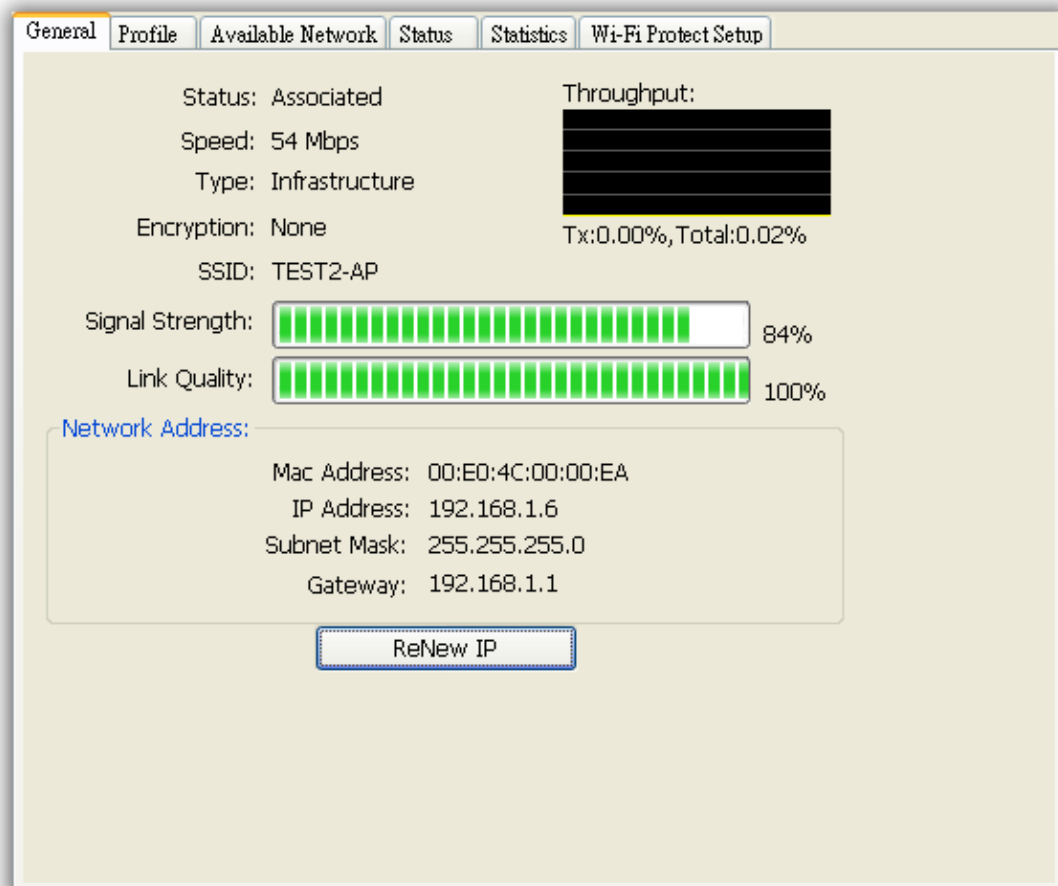 General Profile Available Network Status Statistics Wi-Fi Protect Setup
Status: Associated
Throughput:
Speed: 54 Mbps
Type: Infrastructure
Encryption: None
Tx:0.00%,Total:0.02%
SSID: TEST2-AP
Signal Strength: 84%
Link Quality: 100%
Network Address:
Mac Address: 00:E0:4C:00:00:EA
IP Address: 192.168.1.6
Subnet Mask: 255.255.255.0
Gateway: 192.168.1.1
ReNew IP